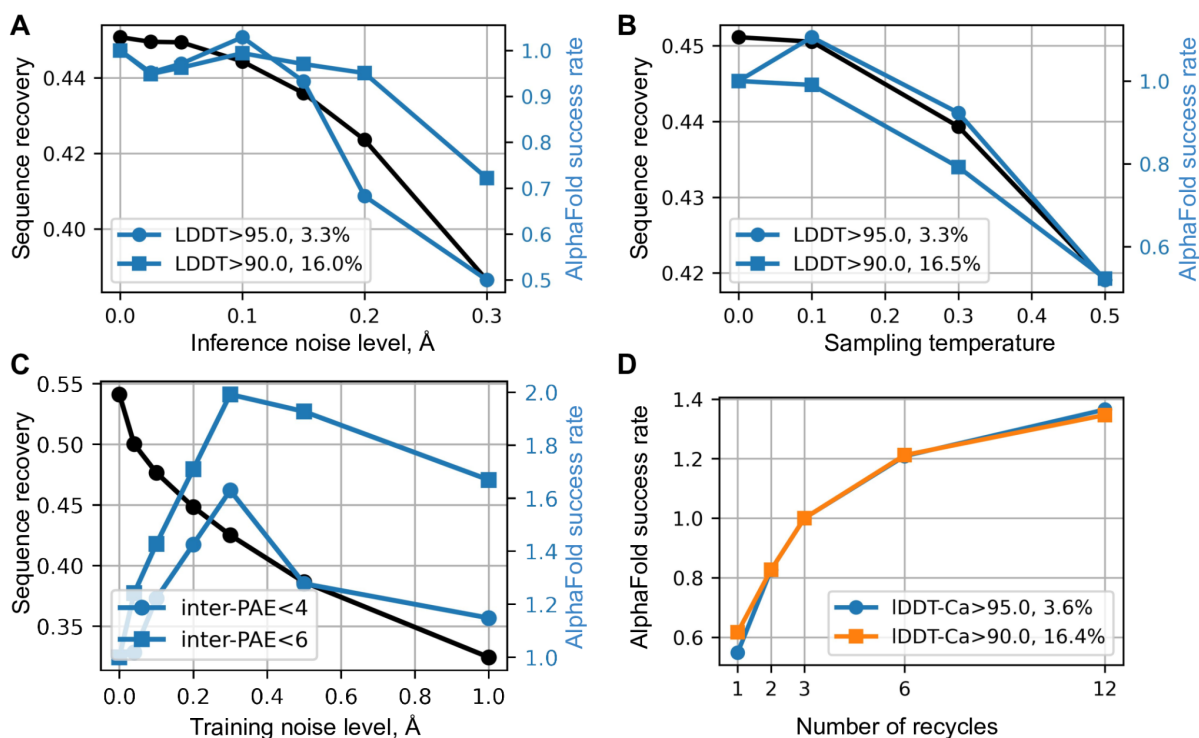 A
Sequence recovery
0.44
0.42
0.40
1.0
0.9
0.8
0.7
0.6
0.5
AlphaFold success rate
LDDT>95.0, 3.3%
LDDT>90.0, 16.0%
0.0 0.1 0.2 0.3
Inference noise level, Å
B
Sequence recovery
0.45
0.44
0.43
0.42
1.0
0.8
0.6
AlphaFold success rate
LDDT>95.0, 3.3%
LDDT>90.0, 16.5%
0.0 0.1 0.2 0.3 0.4 0.5
Sampling temperature
C
Sequence recovery
0.55
0.50
0.45
0.40
0.35
2.0
1.8
1.6
1.4
1.2
1.0
AlphaFold success rate
inter-PAE<4
inter-PAE<6
0.0 0.2 0.4 0.6 0.8 1.0
Training noise level, Å
D
AlphaFold success rate
1.4
1.2
1.0
0.8
0.6
lDDT-Ca>95.0, 3.6%
lDDT-Ca>90.0, 16.4%
1 2 3 6 12
Number of recycles